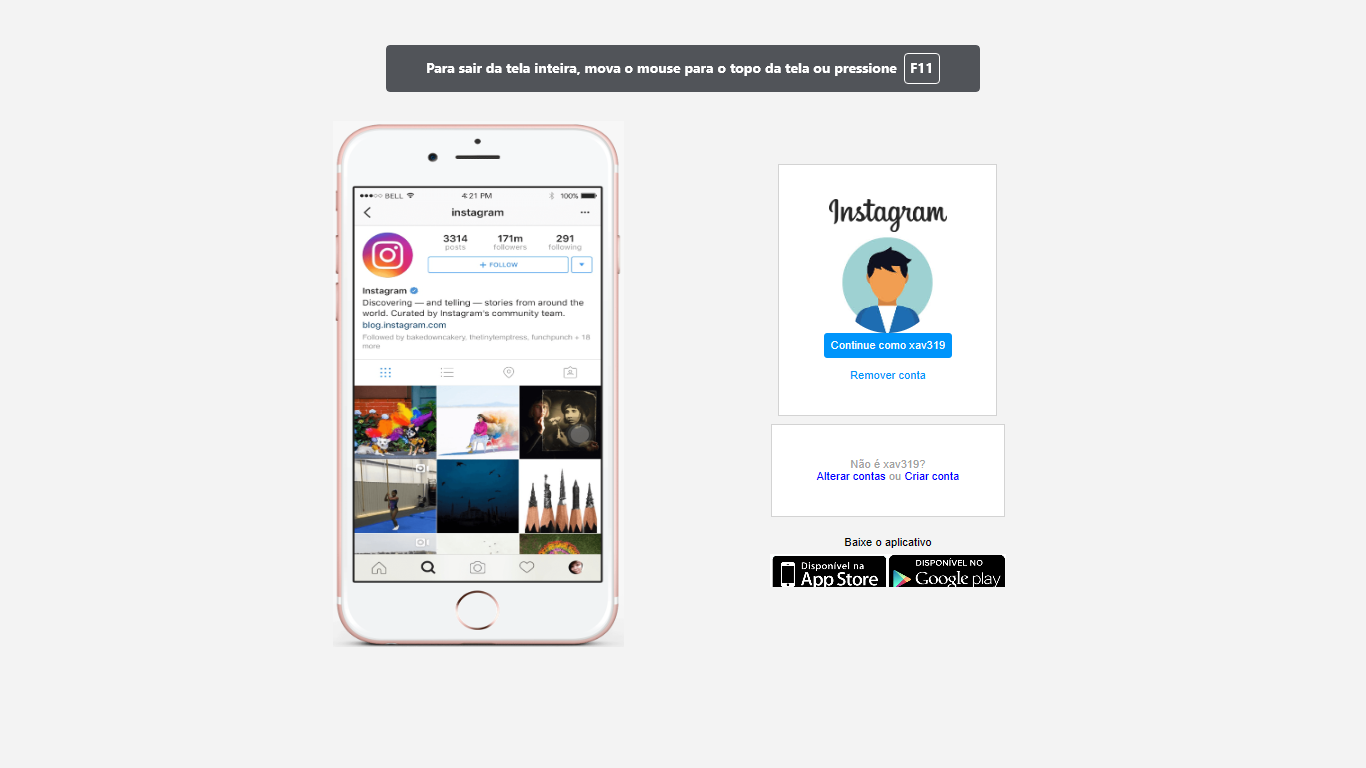 Para sair da tela inteira, mova o mouse para o topo da tela ou pressione F11
BELL 4:21 PM 100%
instagram
3314 171m 291
posts followers following
+ FOLLOW
Instagram
Discovering — and telling — stories from around the
world. Curated by Instagram's community team.
blog.instagram.com
Followed by bakedowncakery, thetinylemptress, funchpunch + 18
more
Instagram
Continue como xav319
Remover conta
Não é xav319?
Alterar contas ou Criar conta
Baixe o aplicativo
Disponível na
App Store
DISPONÍVEL NO
Google play